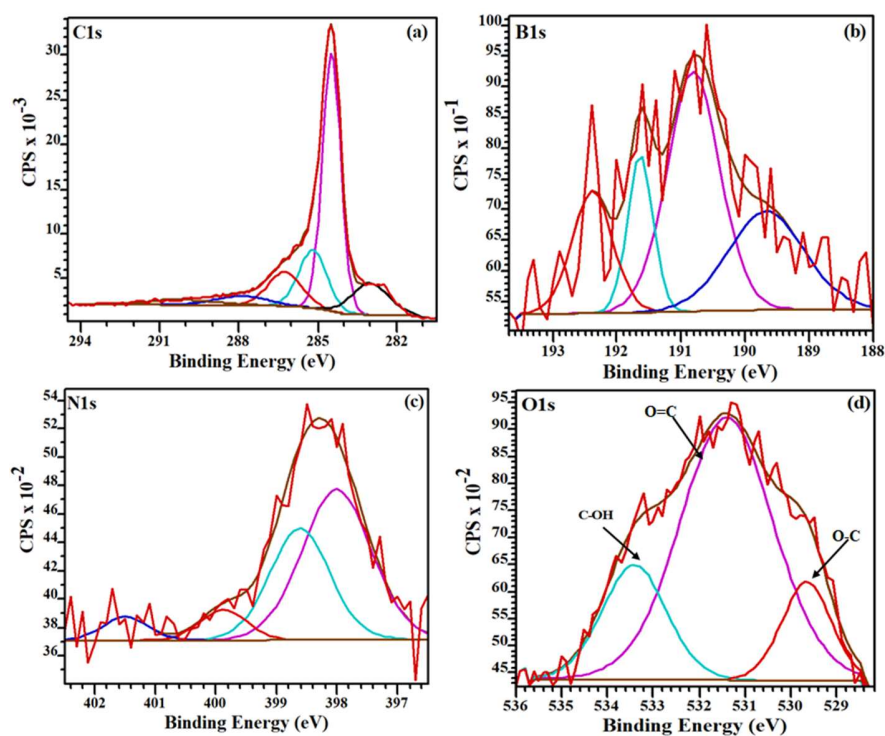 C1s
(a)
CPS x 10-3
30
25
20
15
10
5
294 291 288 285 282
Binding Energy (eV)
B1s
(b)
CPS x 10-1
100
95
90
85
80
75
70
65
60
55
193 192 191 190 189 188
Binding Energy (eV)
N1s
(c)
CPS x 10-2
54
52
50
48
46
44
42
40
38
36
402 401 400 399 398 397
Binding Energy (eV)
O1s
(d)
CPS x 10-2
95
90
85
80
75
70
65
60
55
50
45
O=C
C-OH
O-C
536 535 534 533 532 531 530 529
Binding Energy (eV)